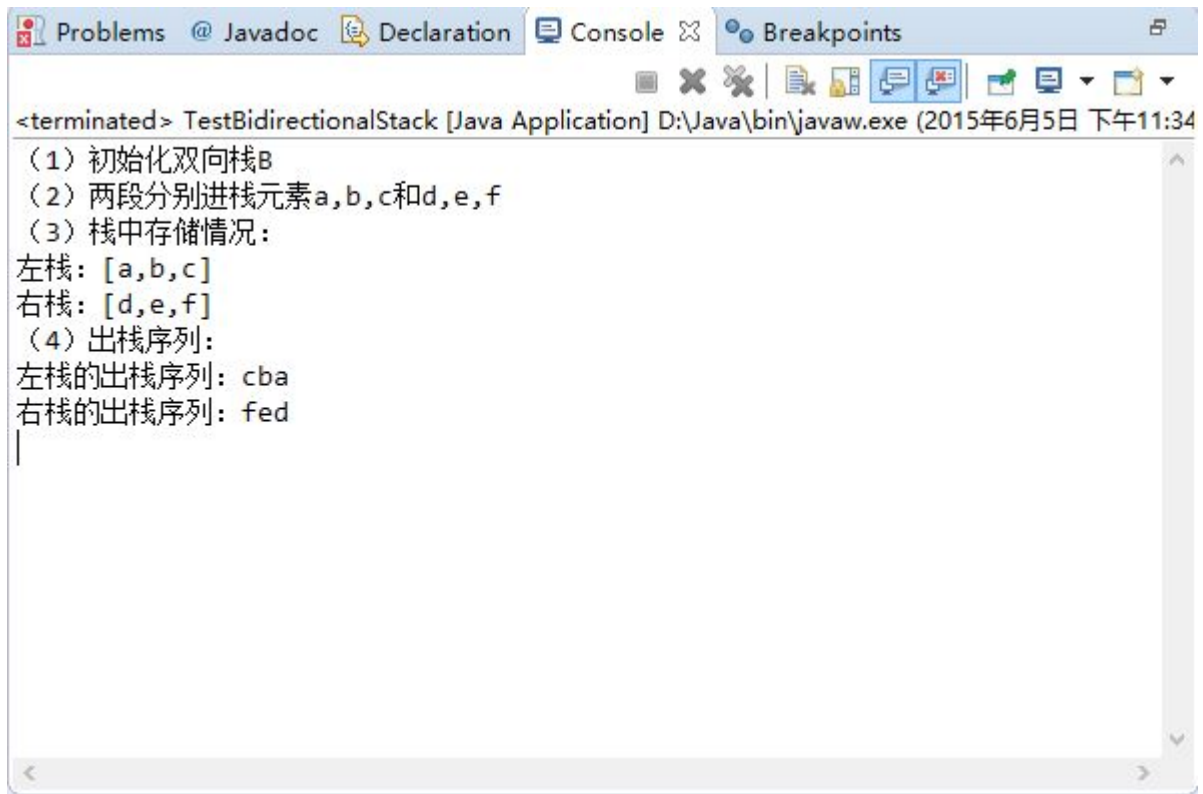 Problems @ Javadoc Declaration Console Breakpoints
<terminated> TestBidirectionalStack [Java Application] D:\Java\bin\javaw.exe (2015年6月5日 下午11:34
（1）初始化双向栈B
（2）两段分别进栈元素a,b,c和d,e,f
（3）栈中存储情况：
左栈：[a,b,c]
右栈：[d,e,f]
（4）出栈序列：
左栈的出栈序列：cba
右栈的出栈序列：fed